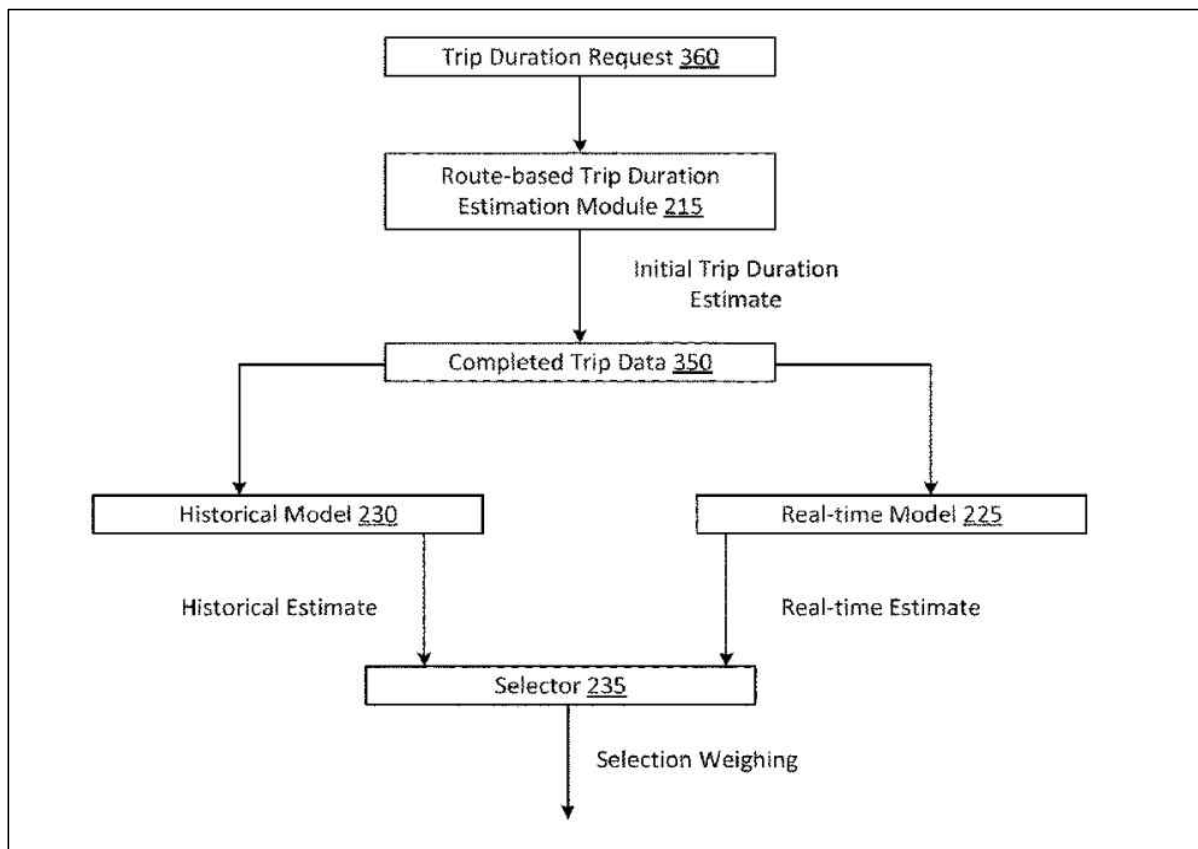 Trip Duration Request 360
Route-based Trip Duration
Estimation Module 215
Initial Trip Duration
Estimate
Completed Trip Data 350
Historical Model 230
Real-time Model 225
Historical Estimate
Real-time Estimate
Selector 235
Selection Weighing